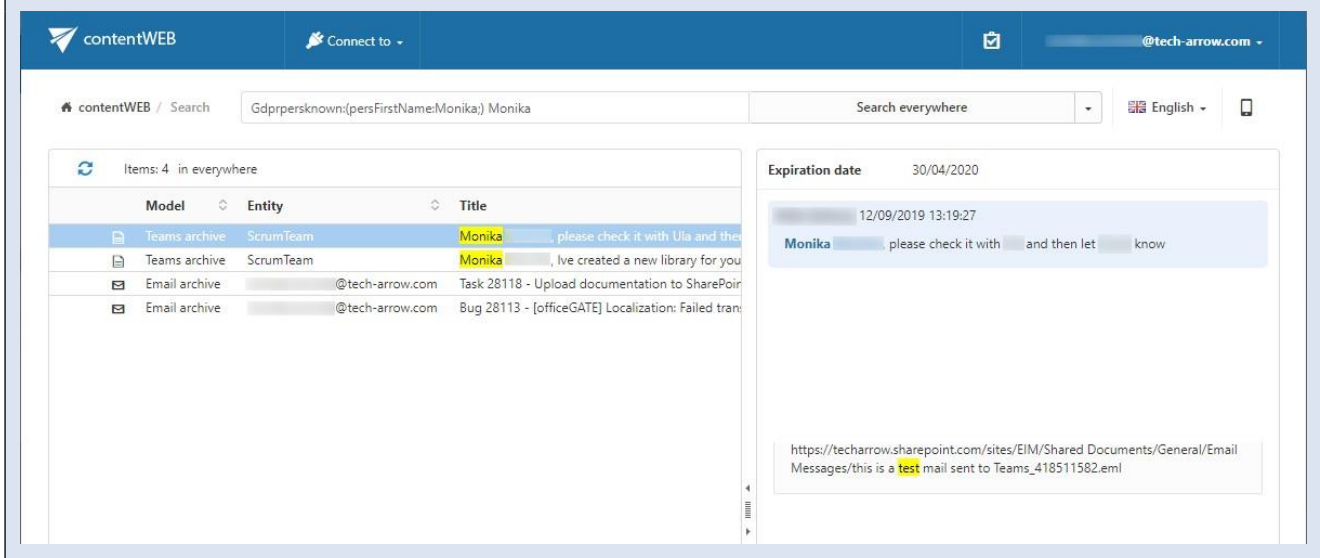 contentWEB
Connect to
@tech-arrow.com
contentWEB / Search
Gdprpersknown:(persFirstName:Monika;) Monika
Search everywhere
English
Items: 4 in everywhere
Model Entity Title
Teams archive ScrumTeam Monika , please check it with Ula and then
Teams archive ScrumTeam Monika , Ive created a new library for you
Email archive @tech-arrow.com Task 28118 - Upload documentation to SharePoin
Email archive @tech-arrow.com Bug 28113 - [officeGATE] Localization: Failed trans
Expiration date 30/04/2020
12/09/2019 13:19:27
Monika , please check it with and then let know
https://techarrow.sharepoint.com/sites/EIM/Shared Documents/General/Email
Messages/this is a test mail sent to Teams_418511582.eml